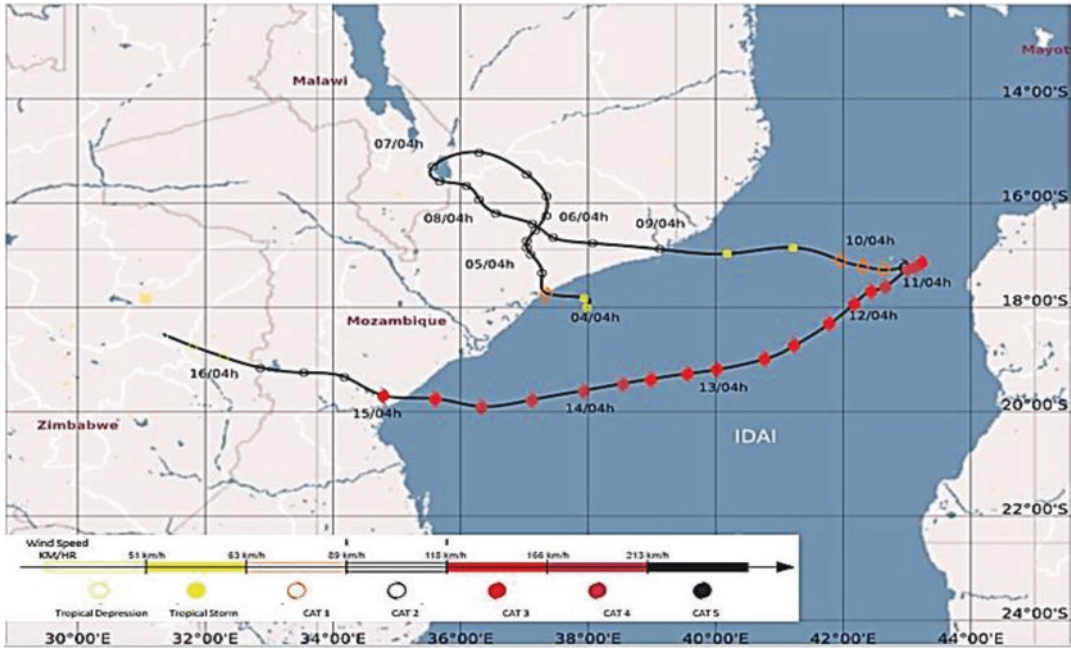 Mayot
Malawi
14°00'S
07/04h
16°00'S
08/04h
06/04h
09/04h
10/04h
05/04h
11/04h
18°00'S
04/04h
12/04h
Mozambique
16/04h
13/04h
15/04h
14/04h
20°00'S
Zimbabwe
IDAI
22°00'S
Wind Speed
KM/HR 51 km/h 63 km/h 89 km/h 118 km/h 166 km/h 213 km/h
Tropical Depression Tropical Storm CAT 1 CAT 2 CAT 3 CAT 4 CAT 5
24°00'S
30°00'E 32°00'E 34°00'E 36°00'E 38°00'E 40°00'E 42°00'E 44°00'E